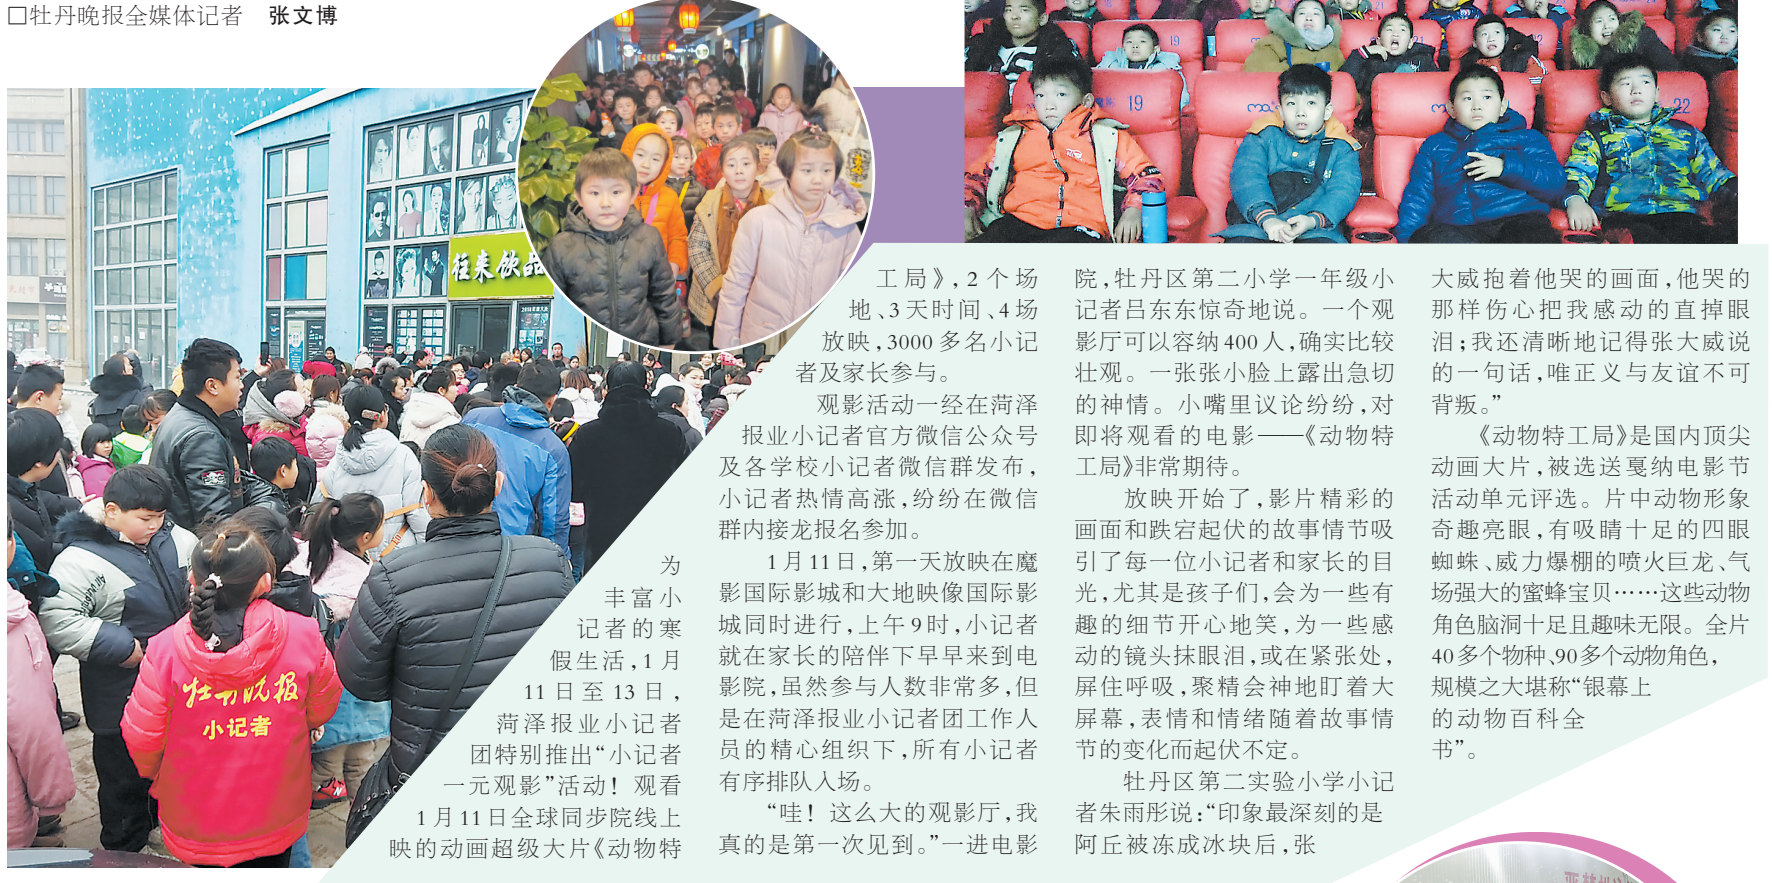 □牡丹晚报全媒体记者 张文博
19
21
19
22
往来饮品
牡丹晚报
小记者
为
丰富小
记者的寒
假生活,1月
11日至13日,
菏泽报业小记者
团特别推出“小记者
一元观影”活动！观看
1月11日全球同步院线上
映的动画超级大片《动物特
工局》,2个场
地、3天时间、4场
放映,3000多名小记
者及家长参与。
观影活动一经在菏泽
报业小记者官方微信公众号
及各学校小记者微信群发布,
小记者热情高涨,纷纷在微信
群内接龙报名参加。
1月11日,第一天放映在魔
影国际影城和大地映像国际影
城同时进行,上午9时,小记者
就在家长的陪伴下早早来到电
影院,虽然参与人数非常多,但
是在菏泽报业小记者团工作人
员的精心组织下,所有小记者
有序排队入场。
“哇！这么大的观影厅,我
真的是第一次见到。”一进电影
院,牡丹区第二小学一年级小
记者吕东东惊奇地说。一个观
影厅可以容纳400人,确实比较
壮观。一张张小脸上露出急切
的神情。小嘴里议论纷纷,对
即将观看的电影——《动物特
工局》非常期待。
放映开始了,影片精彩的
画面和跌宕起伏的故事情节吸
引了每一位小记者和家长的目
光,尤其是孩子们,会为一些有
趣的细节开心地笑,为一些感
动的镜头抹眼泪,或在紧张处,
屏住呼吸,聚精会神地盯着大
屏幕,表情和情绪随着故事情
节的变化而起伏不定。
牡丹区第二实验小学小记
者朱雨彤说:“印象最深刻的是
阿丘被冻成冰块后,张
大威抱着他哭的画面,他哭的
那样伤心把我感动的直掉眼
泪;我还清晰地记得张大威说
的一句话,唯正义与友谊不可
背叛。”
《动物特工局》是国内顶尖
动画大片,被选送戛纳电影节
活动单元评选。片中动物形象
奇趣亮眼,有吸睛十足的四眼
蜘蛛、威力爆棚的喷火巨龙、气
场强大的蜜蜂宝贝……这些动物
角色脑洞十足且趣味无限。全片
40多个物种、90多个动物角色,
规模之大堪称“银幕上
的动物百科全
书”。